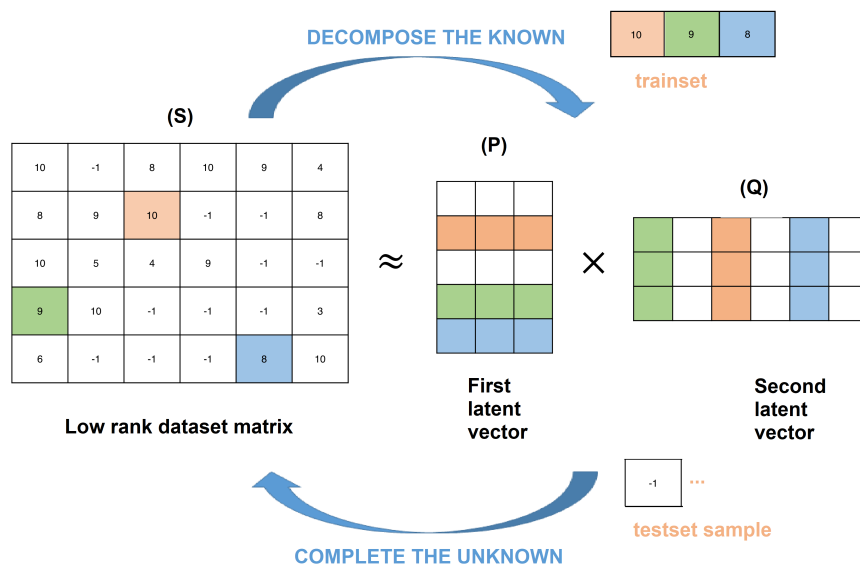 DECOMPOSE THE KNOWN
10 9 8
trainset
(S)
(P)
(Q)
10 -1 8 10 9 4
8 9 10 -1 -1 8
10 5 4 9 -1 -1
9 10 -1 -1 -1 3
6 -1 -1 -1 8 10
≈
×
Low rank dataset matrix
First
latent
vector
Second
latent
vector
-1 ...
testset sample
COMPLETE THE UNKNOWN